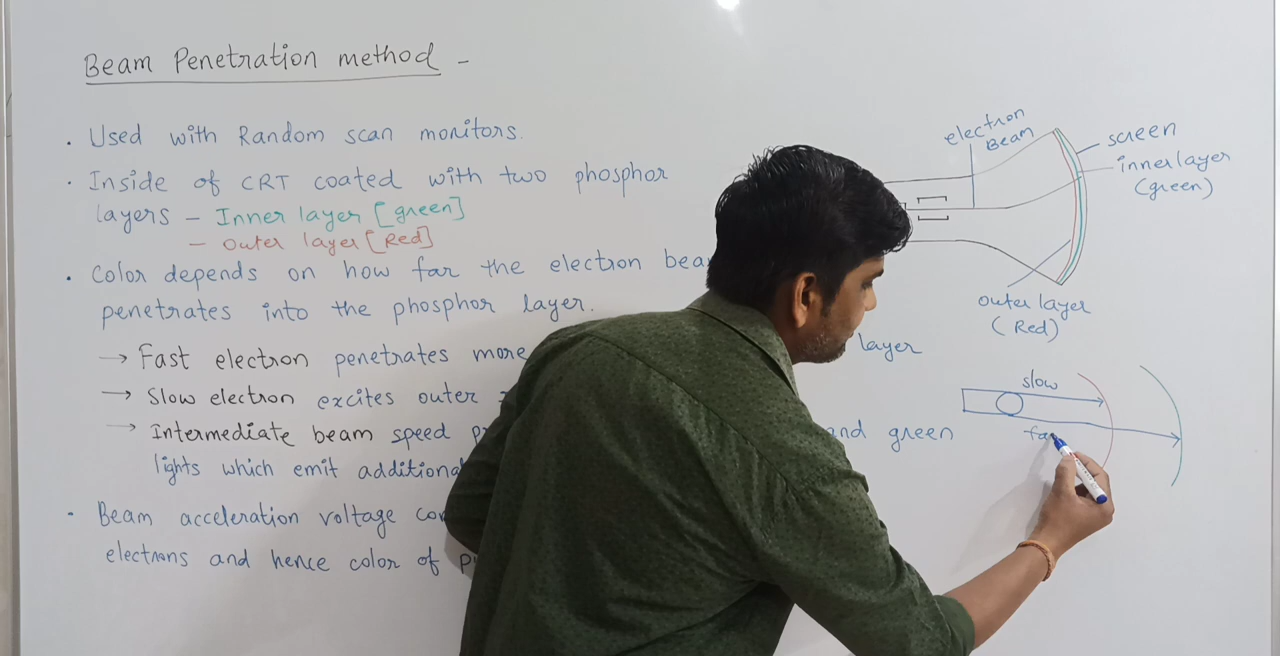 Beam Penetration method -
. Used with Random scan monitors.
. Inside of CRT coated with two phosphor
layers - Inner layer [green]
- Outer layer [Red]
. Color depends on how far the electron bea
penetrates into the phosphor layer.
→ Fast electron penetrates more layer
→ Slow electron excites outer
→ Intermediate beam speed and green
lights which emit additional
. Beam acceleration voltage
electrons and hence color of
electron
Beam
screen
inner layer
(green)
outer layer
(Red)
slow
fa